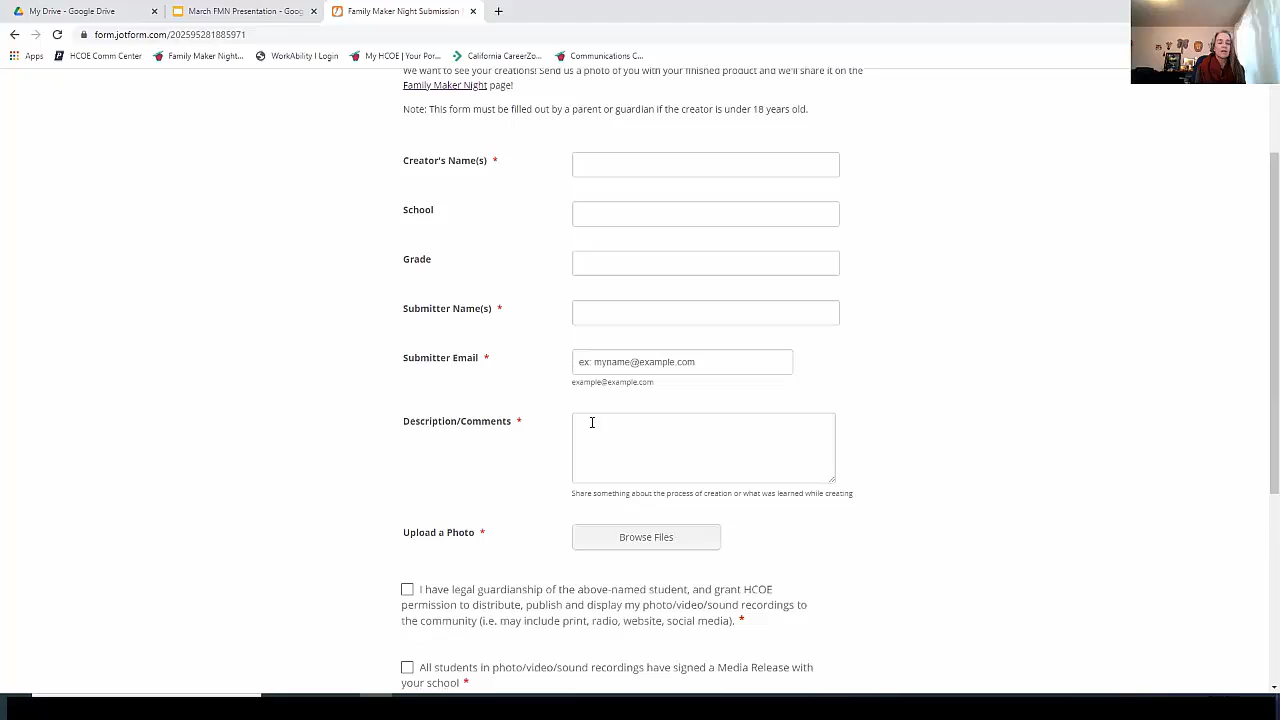 My Drive - Google Drive
March FMN Presentation - Goog
Family Maker Night Submission
form.jotform.com/202595281885971
Apps
HCOE Comm Center
Family Maker Night...
WorkAbility I Login
My HCOE | Your Por...
California CareerZo...
Communications C...
We want to see your creations! Send us a photo of you with your finished product and we'll share it on the
Family Maker Night page!
Note: This form must be filled out by a parent or guardian if the creator is under 18 years old.
Creator's Name(s) *
School
Grade
Submitter Name(s) *
Submitter Email *
ex: myname@example.com
example@example.com
Description/Comments *
Share something about the process of creation or what was learned while creating
Upload a Photo *
Browse Files
I have legal guardianship of the above-named student, and grant HCOE
permission to distribute, publish and display my photo/video/sound recordings to
the community (i.e. may include print, radio, website, social media). *
All students in photo/video/sound recordings have signed a Media Release with
your school *